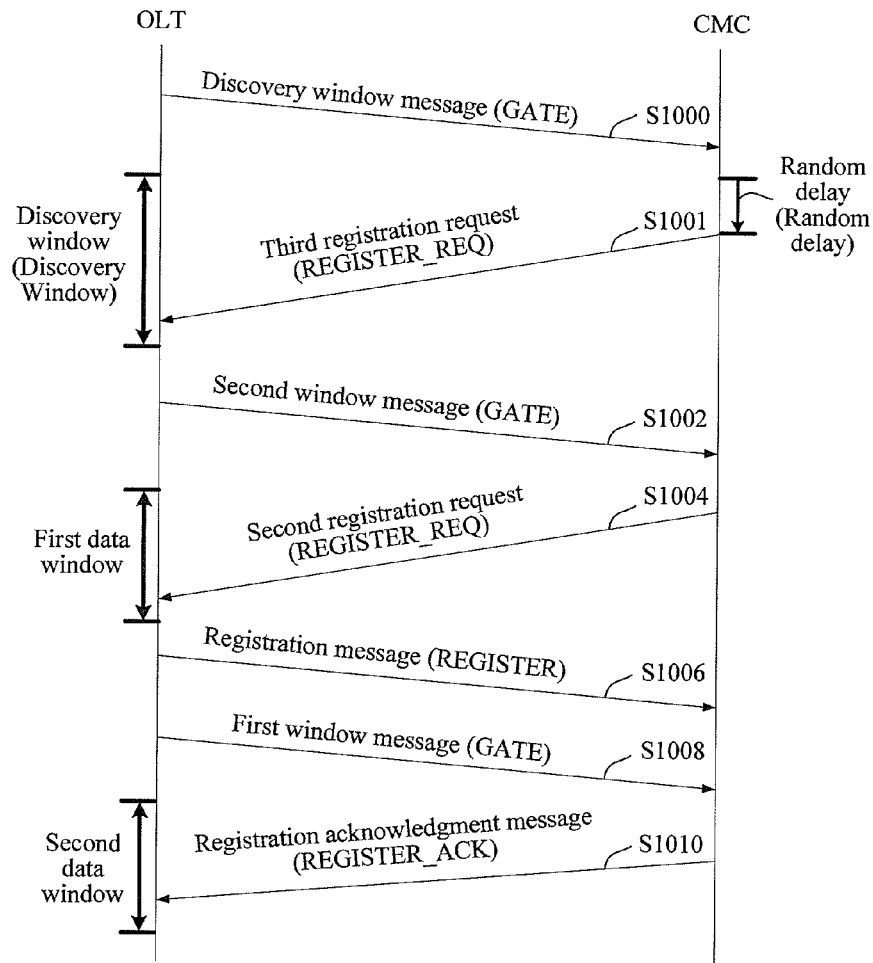 OLT
CMC
Discovery window message (GATE)
S1000
Random
delay
(Random
delay)
Discovery
window
(Discovery
Window)
Third registration request
(REGISTER_REQ)
S1001
Second window message (GATE)
S1002
First data
window
Second registration request
(REGISTER_REQ)
S1004
Registration message (REGISTER)
S1006
First window message (GATE)
S1008
Second
data
window
Registration acknowledgment message
(REGISTER_ACK)
S1010